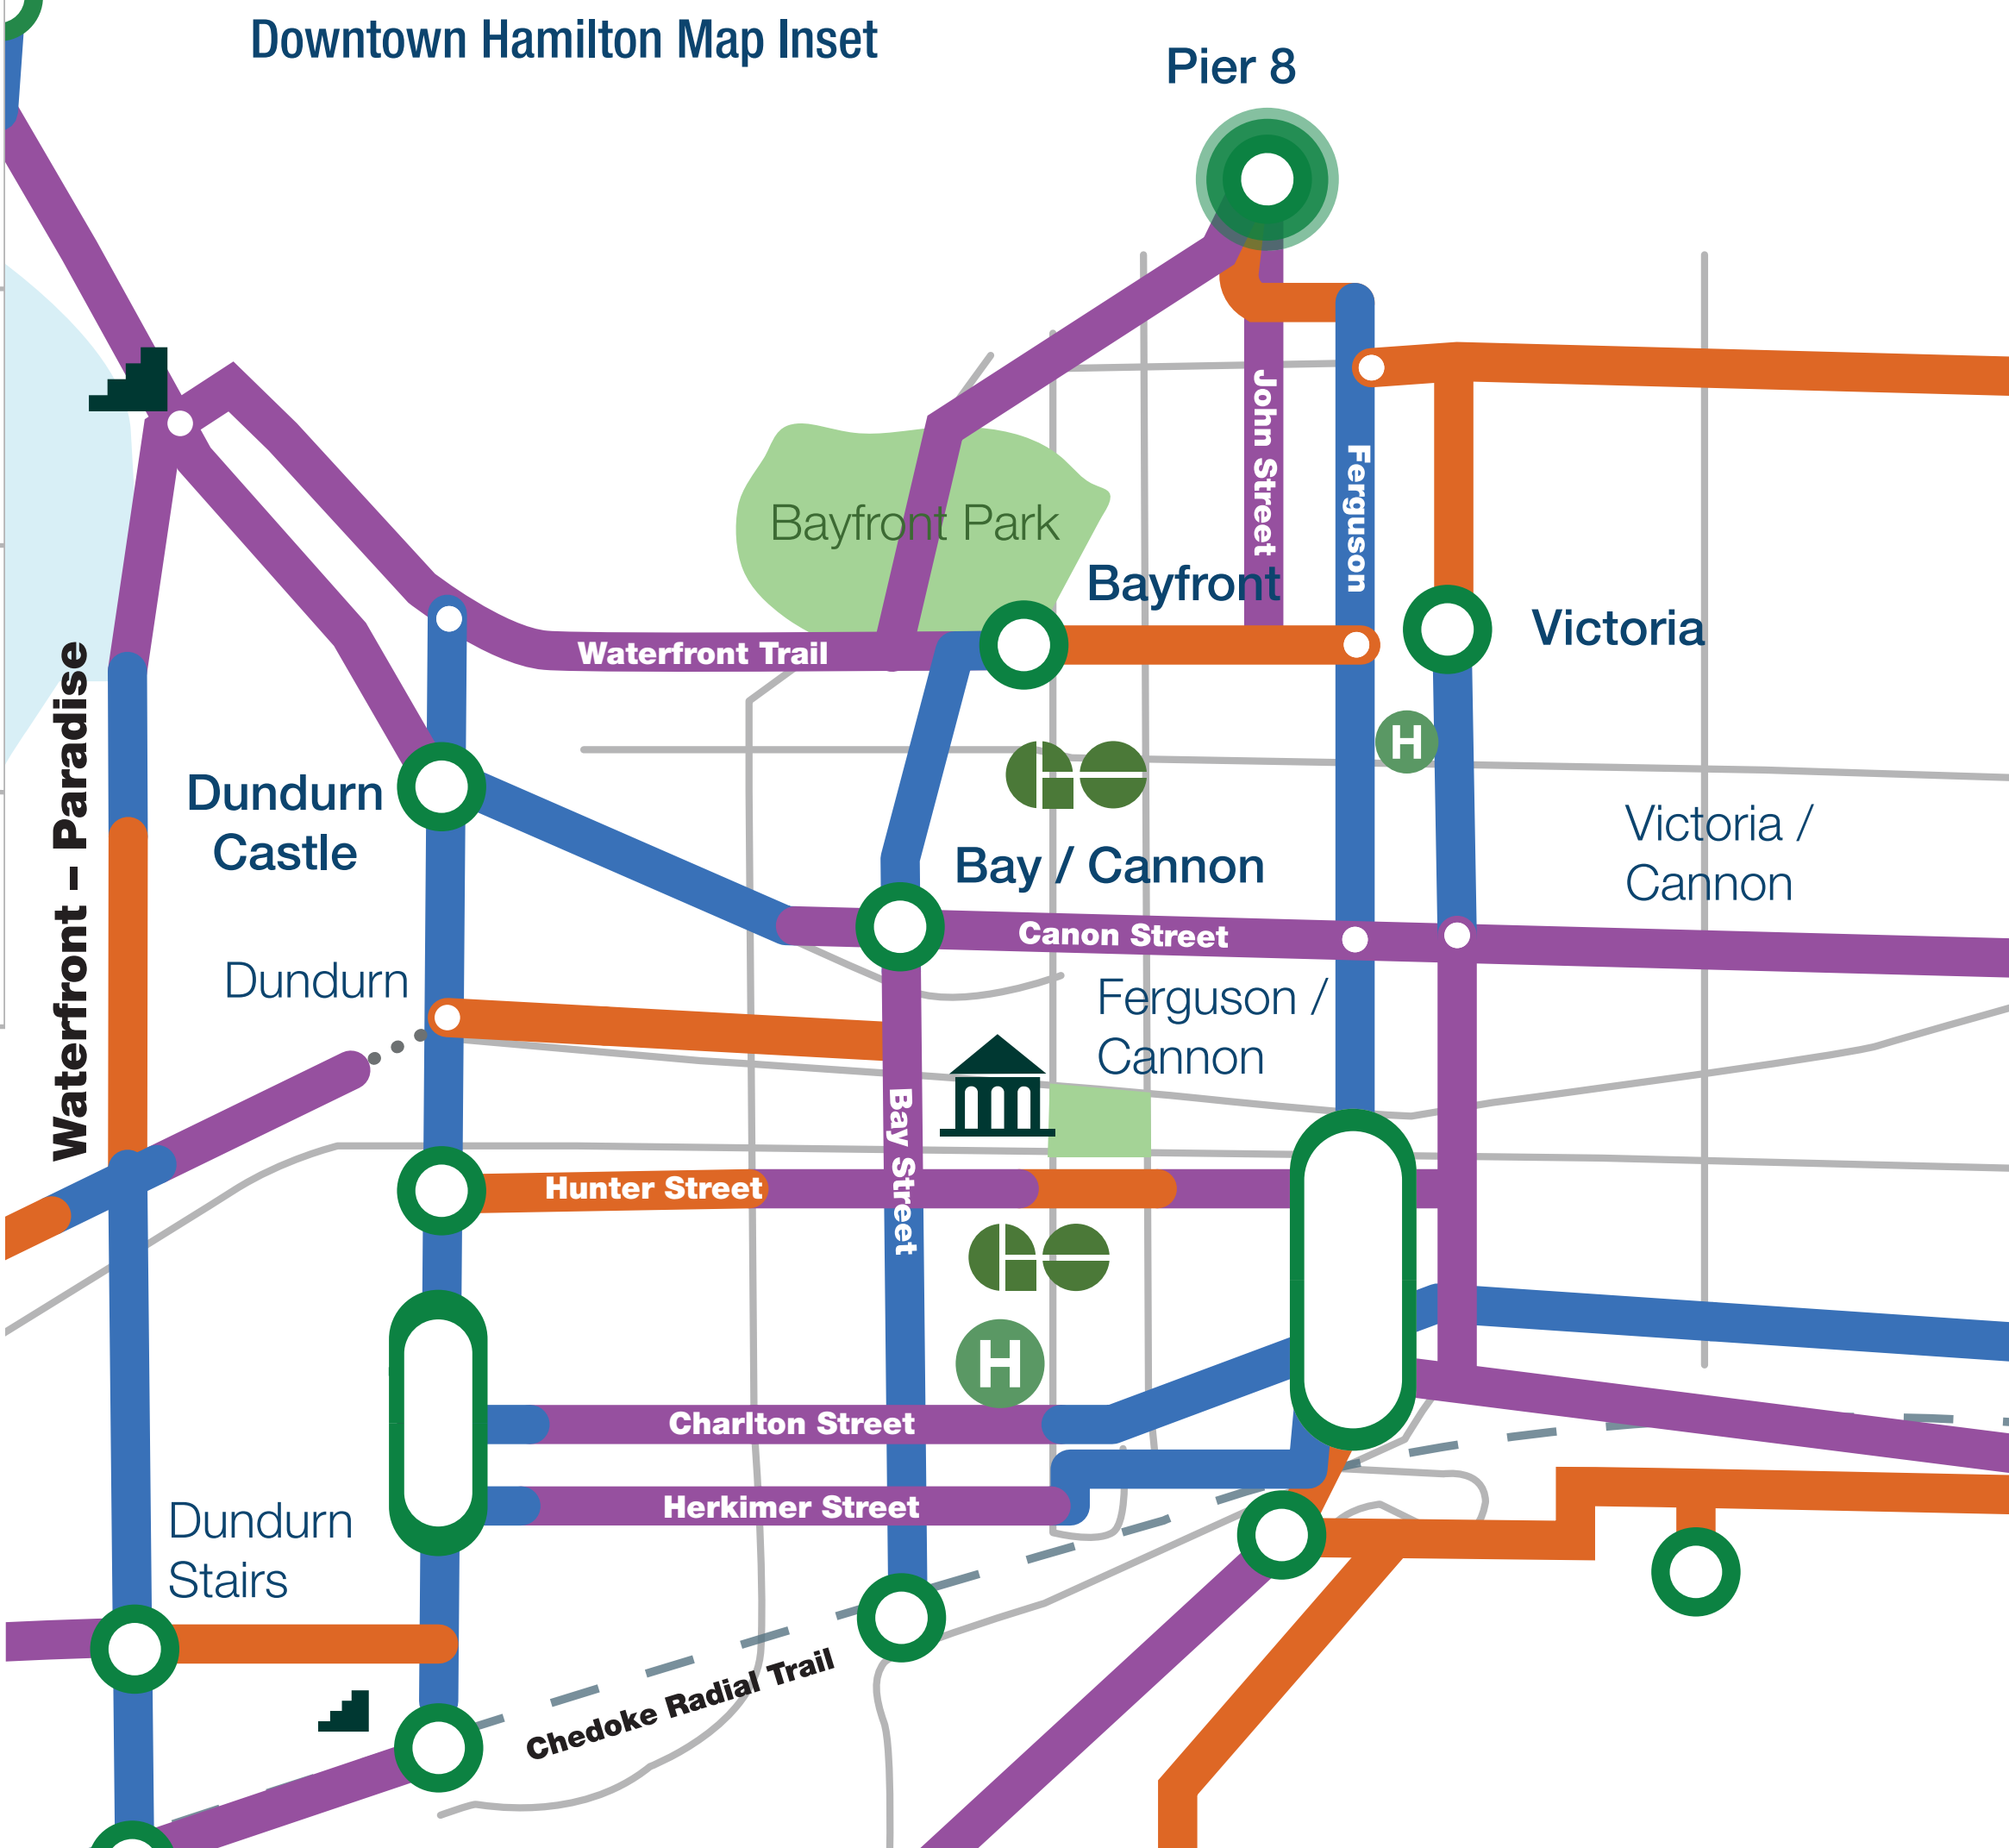 Downtown Hamilton Map Inset
Pier 8
John Street
Ferguson
Bayfront Park
Bayfront
Victoria
Waterfront Trail
Waterfront – Paradise
H
Dundurn
Castle
GO
Bay / Cannon
Victoria /
Cannon
Canon Street
Dundurn
Ferguson /
Cannon
Bay Street
Hunter Street
GO
H
Charlton Street
Herkimer Street
Dundurn
Stairs
Chedoke Radial Trail